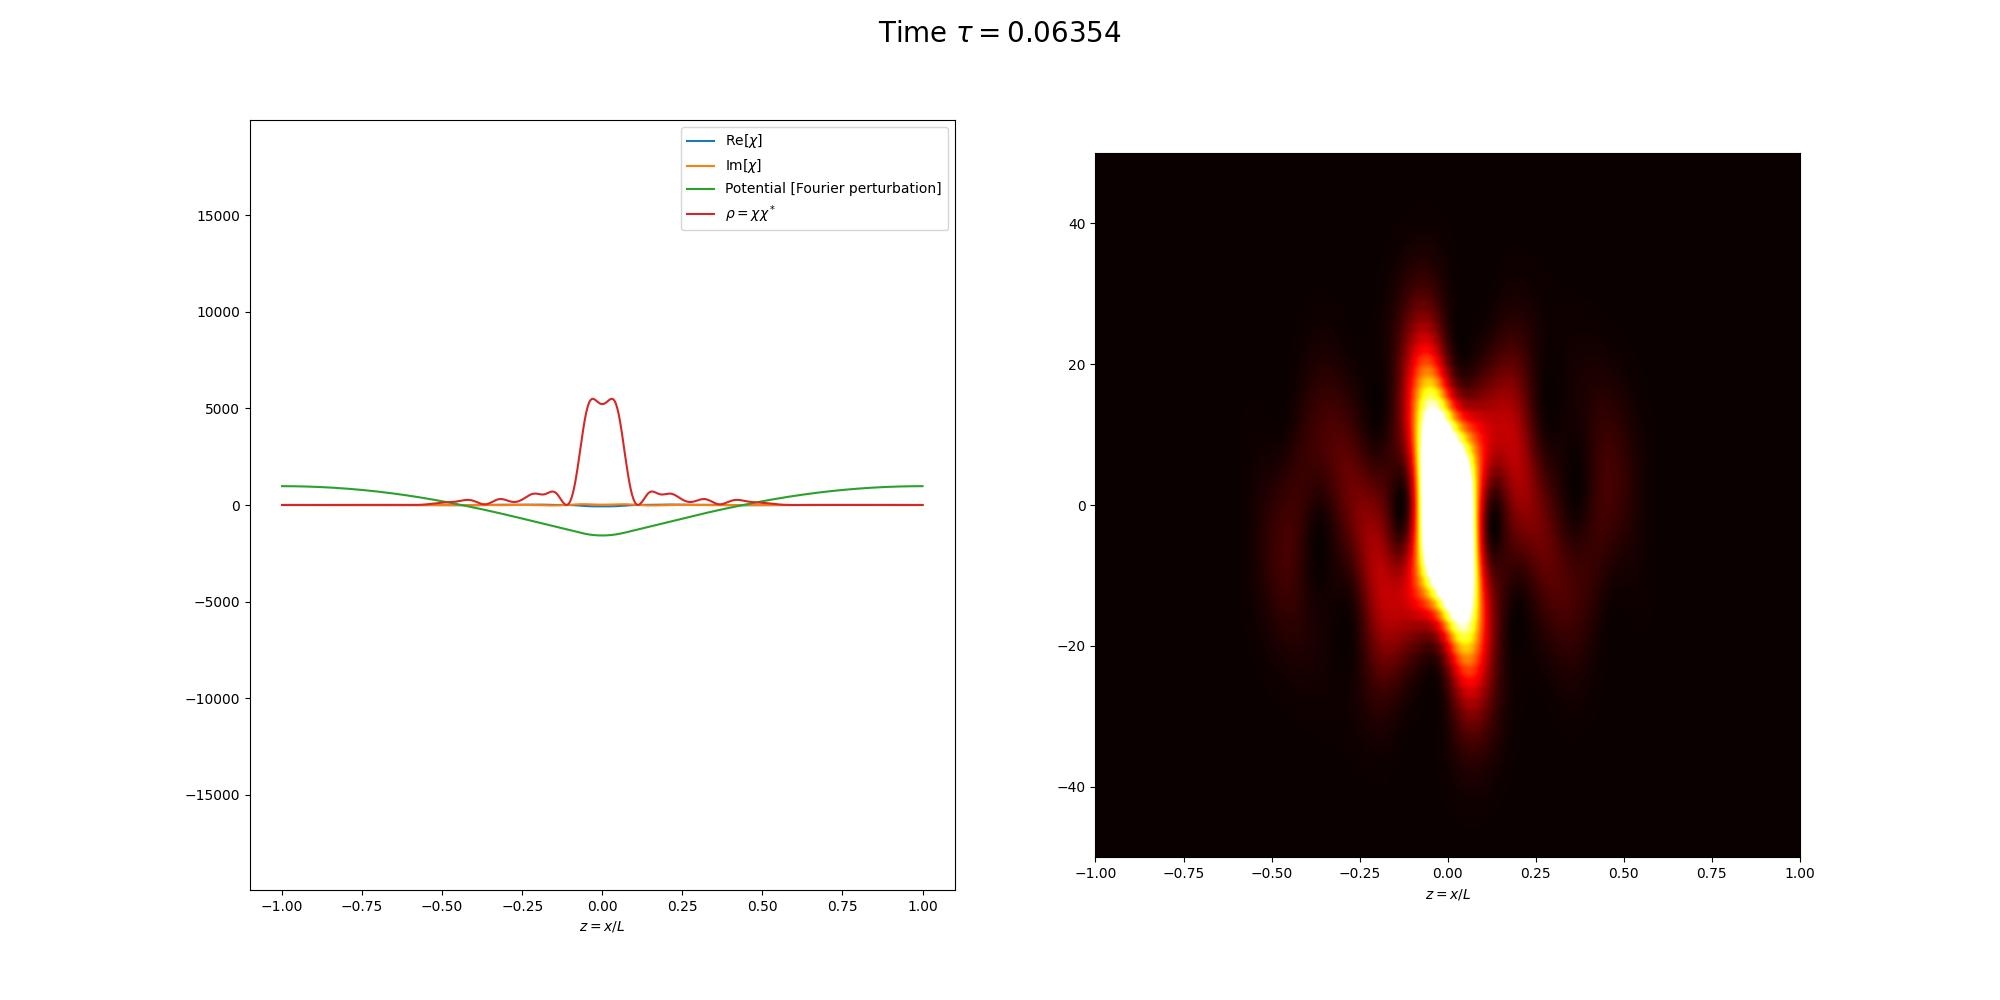 Time τ = 0.06354
Re[χ]
Im[χ]
Potential [Fourier perturbation]
ρ = χχ*
15000
10000
5000
0
−5000
−10000
−15000
−1.00 −0.75 −0.50 −0.25 0.00 0.25 0.50 0.75 1.00
z = x/L
40
20
0
−20
−40
−1.00 −0.75 −0.50 −0.25 0.00 0.25 0.50 0.75 1.00
z = x/L